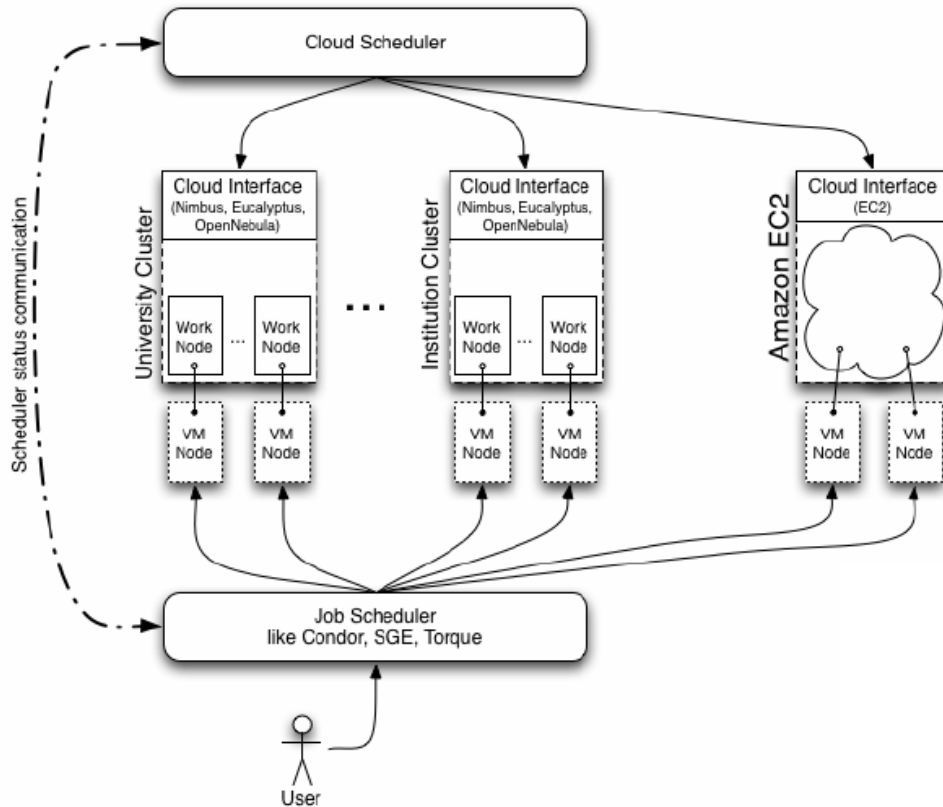 Cloud Scheduler
Scheduler status communication
University Cluster
Cloud Interface
(Nimbus, Eucalyptus,
OpenNebula)
Work
Node
...
Work
Node
VM
Node
VM
Node
...
Institution Cluster
Cloud Interface
(Nimbus, Eucalyptus,
OpenNebula)
Work
Node
...
Work
Node
VM
Node
VM
Node
Amazon EC2
Cloud Interface
(EC2)
VM
Node
VM
Node
Job Scheduler
like Condor, SGE, Torque
User